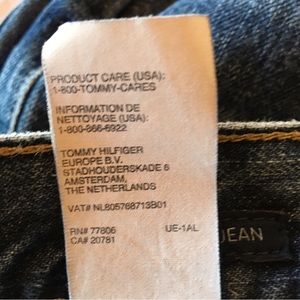 PRODUCT CARE (USA):
1-800-TOMMY-CARES
INFORMATION DE
NETTOYAGE (USA):
1-800-866-6922
TOMMY HILFIGER
EUROPE B.V.
STADHOUDERSKADE 6
AMSTERDAM,
THE NETHERLANDS
VAT# NL805768713B01
RN# 77806 UE-1AL
CA# 20781
JEAN